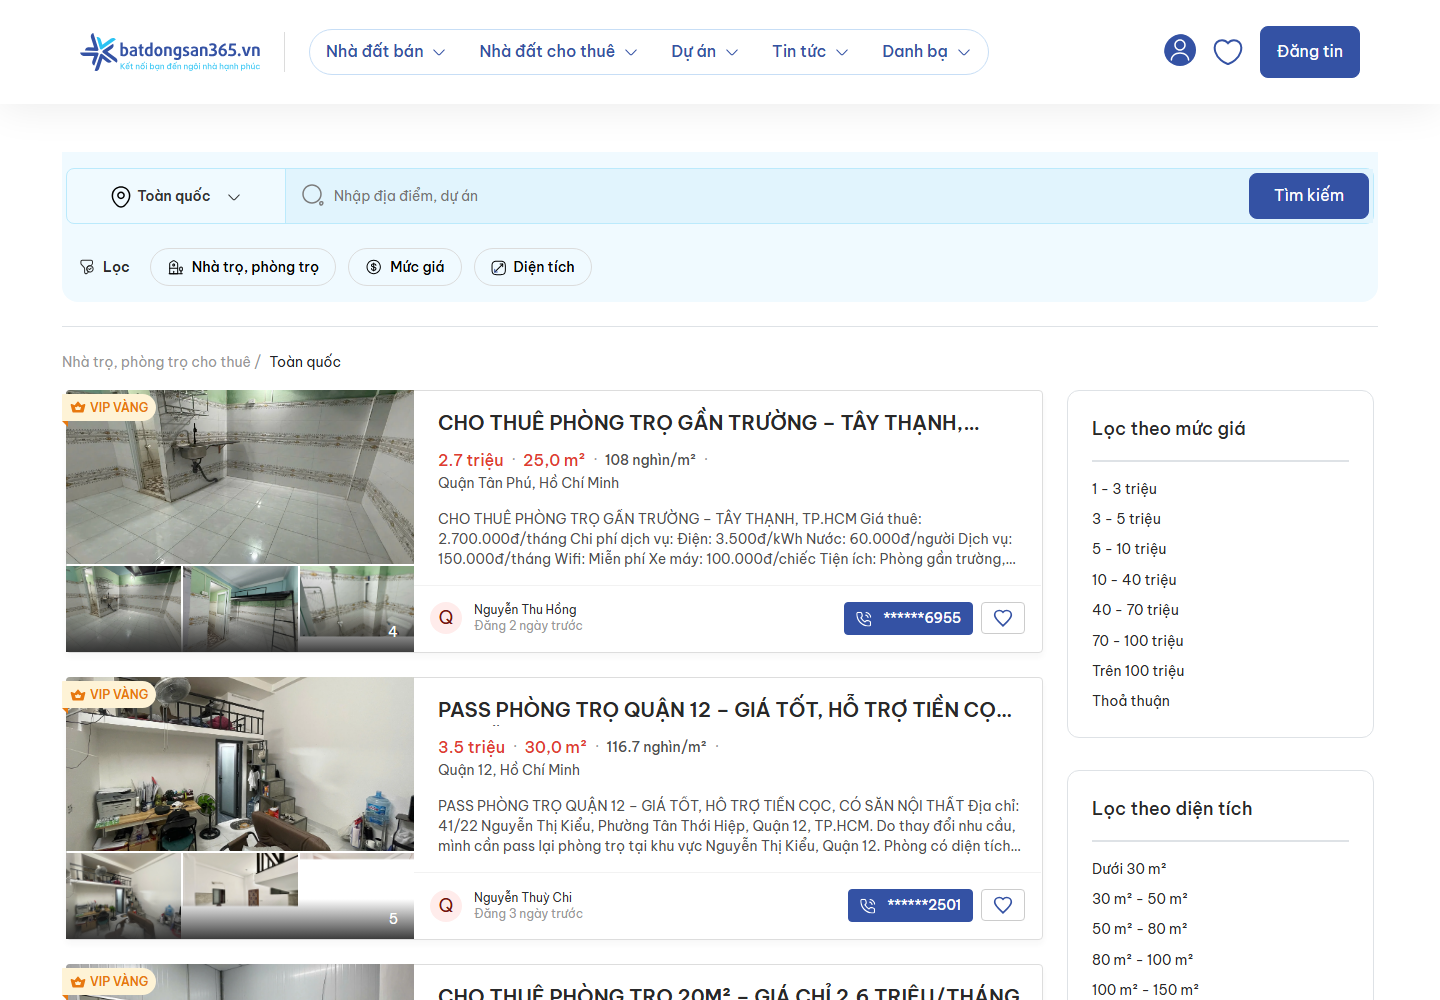 batdongsan365.vn
Kết nối bạn đến ngôi nhà hạnh phúc
Nhà đất bán
Nhà đất cho thuê
Dự án
Tin tức
Danh bạ
Đăng tin
Toàn quốc
Nhập địa điểm, dự án
Tìm kiếm
Lọc
Nhà trọ, phòng trọ
Mức giá
Diện tích
Nhà trọ, phòng trọ cho thuê / Toàn quốc
VIP VÀNG
4
CHO THUÊ PHÒNG TRỌ GẦN TRƯỜNG – TÂY THẠNH,...
2.7 triệu · 25,0 m² · 108 nghìn/m² ·
Quận Tân Phú, Hồ Chí Minh
CHO THUÊ PHÒNG TRỌ GẦN TRƯỜNG – TÂY THẠNH, TP.HCM Giá thuê:
2.700.000đ/tháng Chi phí dịch vụ: Điện: 3.500đ/kWh Nước: 60.000đ/người Dịch vụ:
150.000đ/tháng Wifi: Miễn phí Xe máy: 100.000đ/chiếc Tiện ích: Phòng gần trường,...
Q
Nguyễn Thu Hồng
Đăng 2 ngày trước
******6955
VIP VÀNG
5
PASS PHÒNG TRỌ QUẬN 12 – GIÁ TỐT, HỖ TRỢ TIỀN CỌ...
3.5 triệu · 30,0 m² · 116.7 nghìn/m² ·
Quận 12, Hồ Chí Minh
PASS PHÒNG TRỌ QUẬN 12 – GIÁ TỐT, HỖ TRỢ TIỀN CỌC, CÓ SẴN NỘI THẤT Địa chỉ:
41/22 Nguyễn Thị Kiểu, Phường Tân Thới Hiệp, Quận 12, TP.HCM. Do thay đổi nhu cầu,
mình cần pass lại phòng trọ tại khu vực Nguyễn Thị Kiểu, Quận 12. Phòng có diện tích...
Q
Nguyễn Thuỳ Chi
Đăng 3 ngày trước
******2501
VIP VÀNG
CHO THUÊ PHÒNG TRỌ 20M² – GIÁ CHỈ 2.6 TRIỆU/THÁNG
Lọc theo mức giá
1 - 3 triệu
3 - 5 triệu
5 - 10 triệu
10 - 40 triệu
40 - 70 triệu
70 - 100 triệu
Trên 100 triệu
Thoả thuận
Lọc theo diện tích
Dưới 30 m²
30 m² - 50 m²
50 m² - 80 m²
80 m² - 100 m²
100 m² - 150 m²